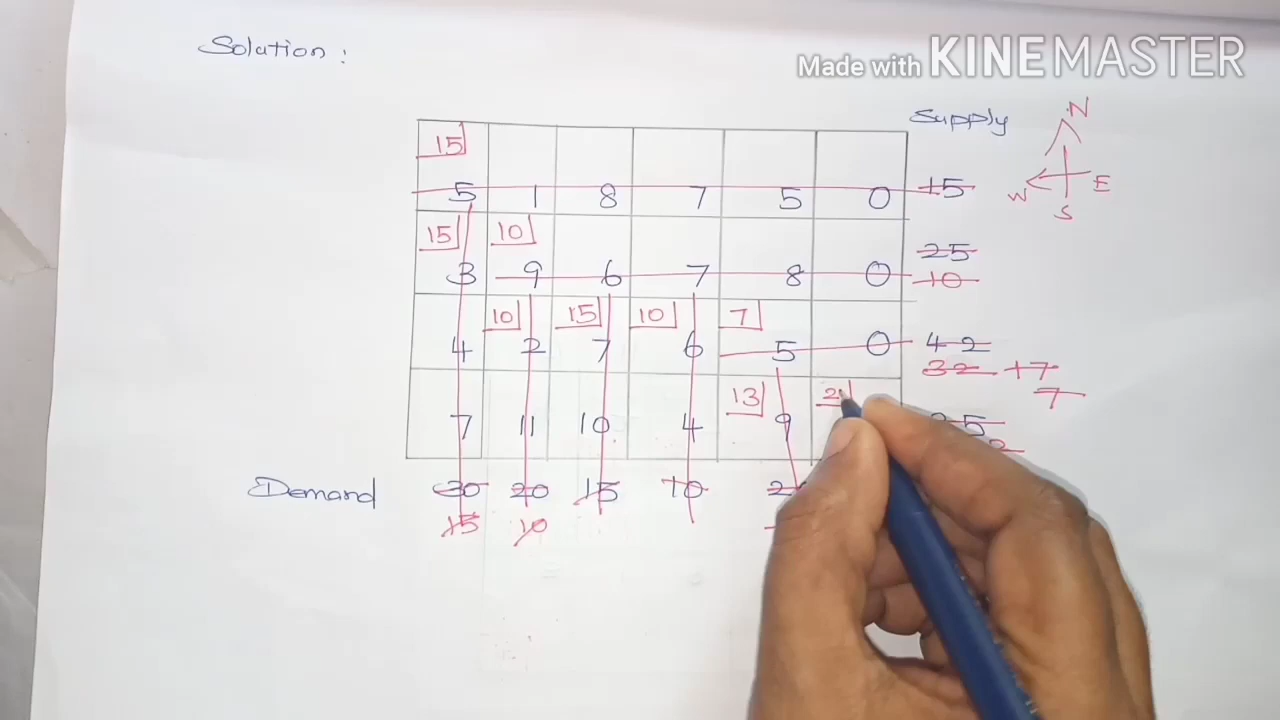 Made with KINEMASTER
Solution :
Supply N
15
5 1 8 7 5 0 15 W E
S
15 10 25
3 9 6 7 8 0 10
10 15 10 7
4 2 7 6 5 0 42
32 17
13 7
7 11 10 4 9
Demand 30 20 15 10
15 10